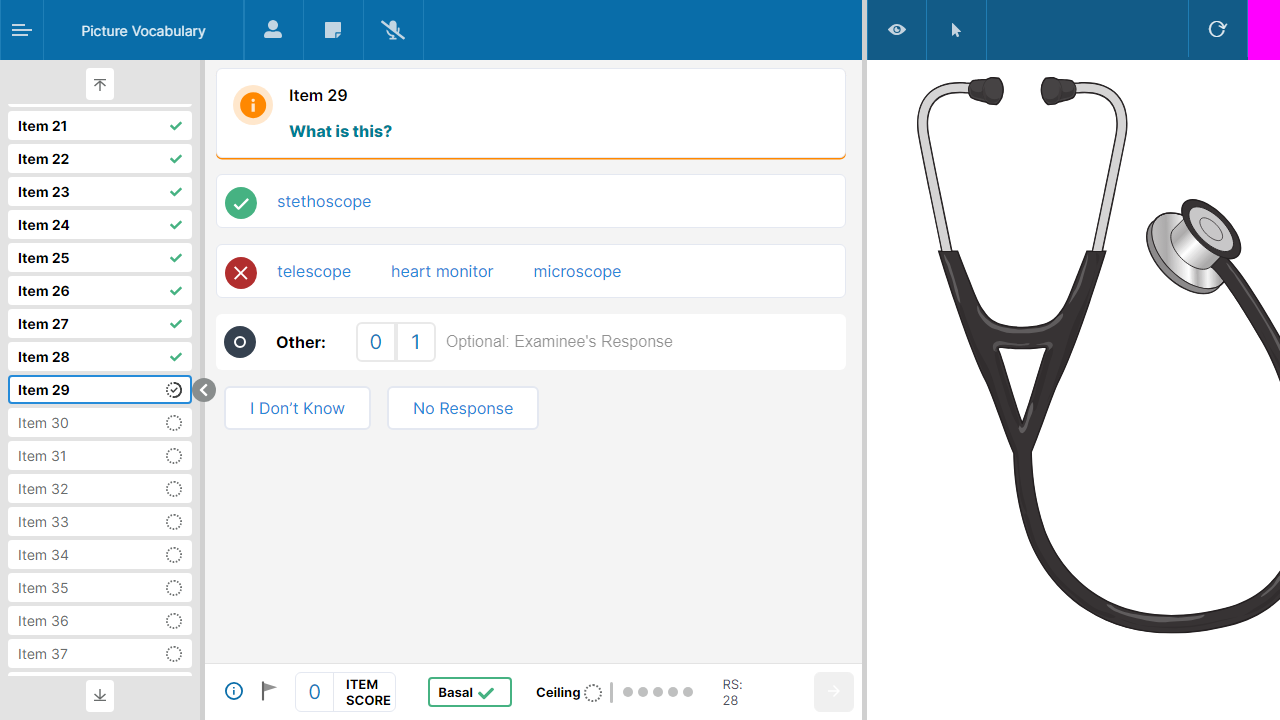 Picture Vocabulary
Item 21
Item 22
Item 23
Item 24
Item 25
Item 26
Item 27
Item 28
Item 29
Item 30
Item 31
Item 32
Item 33
Item 34
Item 35
Item 36
Item 37
Item 29
What is this?
stethoscope
telescope heart monitor microscope
Other: 0 1 Optional: Examinee's Response
I Don't Know No Response
0 ITEM SCORE
Basal
Ceiling
RS:
28